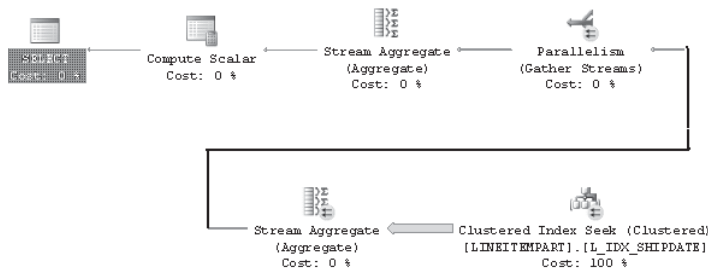 SELECT
Cost: 0 %
Compute Scalar
Cost: 0 %
Stream Aggregate
(Aggregate)
Cost: 0 %
Parallelism
(Gather Streams)
Cost: 0 %
Stream Aggregate
(Aggregate)
Cost: 0 %
Clustered Index Seek (Clustered)
[LINEITEMPART].[L_IDX_SHIPDATE]
Cost: 100 %